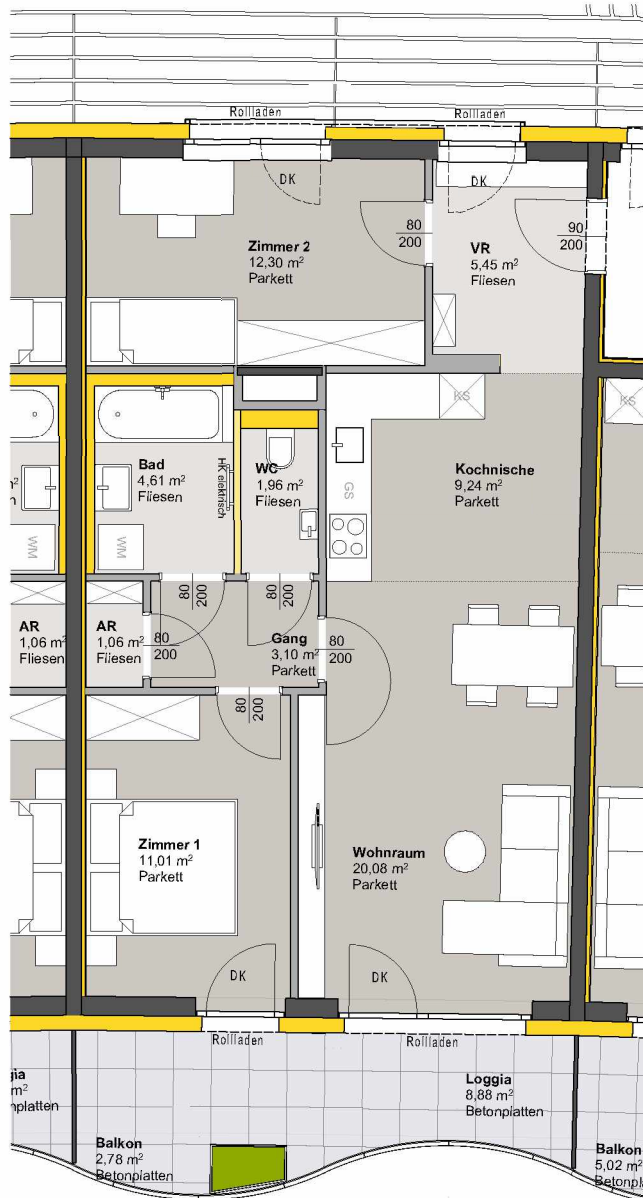 Rollladen
Rollladen
DK
DK
80
200
90
200
Zimmer 2
12,30 m²
Parkett
VR
5,45 m²
Fliesen
KS
KS
Bad
4,61 m²
Fliesen
HK elektrisch
WC
1,96 m²
Fliesen
GS
Kochnische
9,24 m²
Parkett
WM
WM
80
200
80
200
AR
1,06 m²
Fliesen
AR
1,06 m²
Fliesen
80
200
Gang
3,10 m²
Parkett
80
200
80
200
Zimmer 1
11,01 m²
Parkett
Wohnraum
20,08 m²
Parkett
DK
DK
Rollladen
Rollladen
gia
m²
nplatten
Loggia
8,88 m²
Betonplatten
Balkon
2,78 m²
Betonplatten
Balkon
5,02 m²
Betonpl